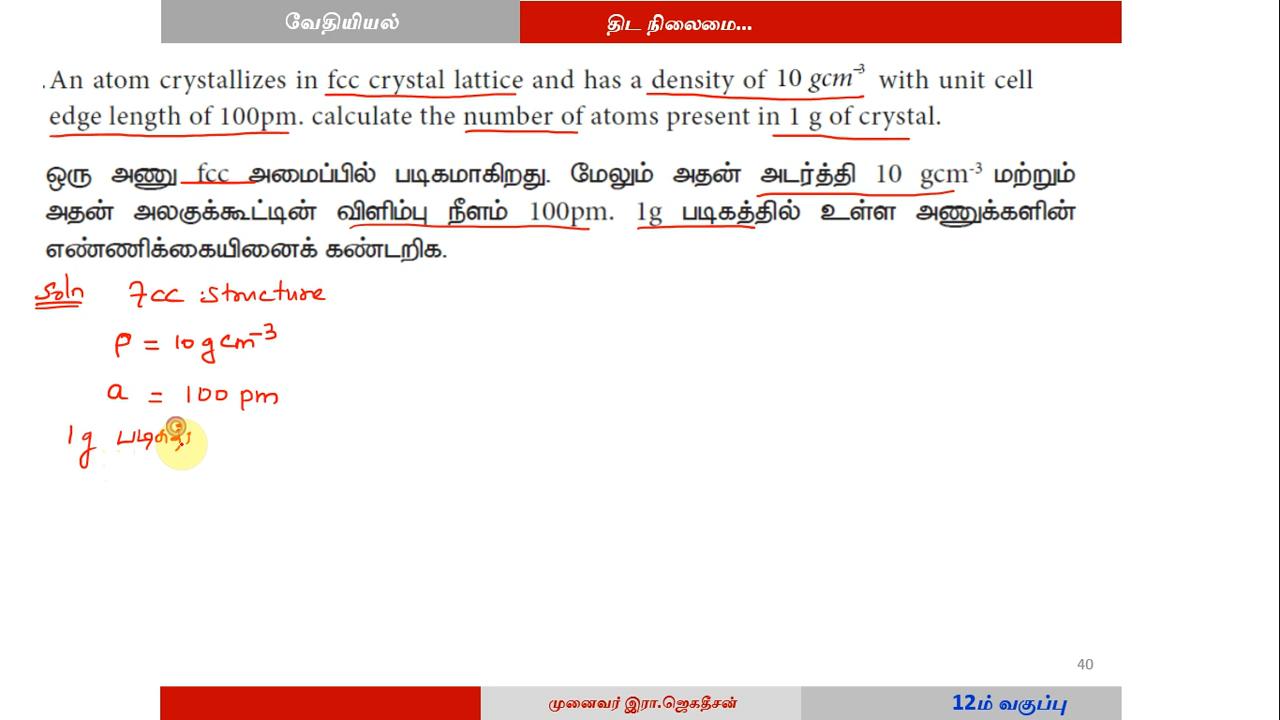 வேதியியல்
திட நிலைமை...
. An atom crystallizes in fcc crystal lattice and has a density of 10 gcm⁻³ with unit cell
edge length of 100pm. calculate the number of atoms present in 1 g of crystal.
ஒரு அணு fcc அமைப்பில் படிகமாகிறது. மேலும் அதன் அடர்த்தி 10 gcm⁻³ மற்றும்
அதன் அலகுக்கூட்டின் விளிம்பு நீளம் 100pm. 1g படிகத்தில் உள்ள அணுக்களின்
எண்ணிக்கையினைக் கண்டறிக.
Soln fcc structure
ρ = 10 g cm⁻³
a = 100 pm
1g
40
முனைவர் இரா.ஜெகதீசன்
12ம் வகுப்பு